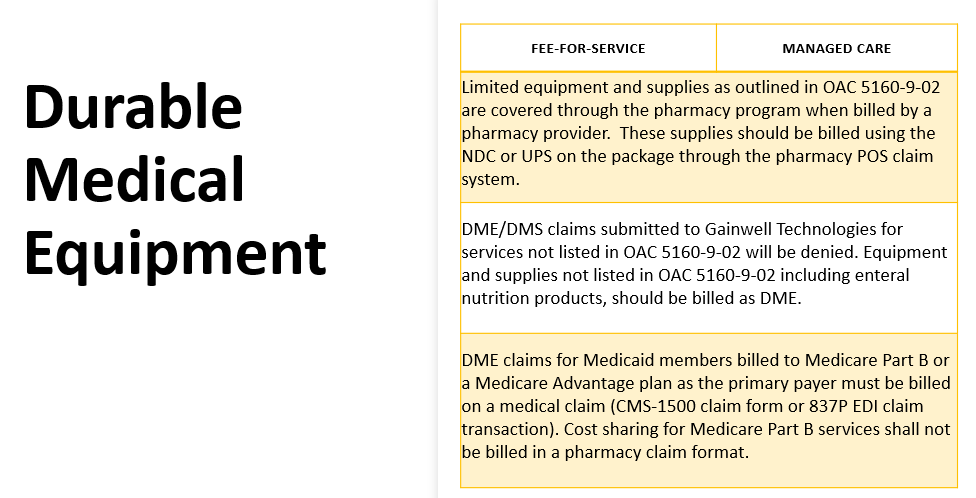 Durable
Medical
Equipment
FEE-FOR-SERVICE
MANAGED CARE
Limited equipment and supplies as outlined in OAC 5160-9-02
are covered through the pharmacy program when billed by a
pharmacy provider.  These supplies should be billed using the
NDC or UPS on the package through the pharmacy POS claim
system.
DME/DMS claims submitted to Gainwell Technologies for
services not listed in OAC 5160-9-02 will be denied. Equipment
and supplies not listed in OAC 5160-9-02 including enteral
nutrition products, should be billed as DME.
DME claims for Medicaid members billed to Medicare Part B or
a Medicare Advantage plan as the primary payer must be billed
on a medical claim (CMS-1500 claim form or 837P EDI claim
transaction). Cost sharing for Medicare Part B services shall not
be billed in a pharmacy claim format.